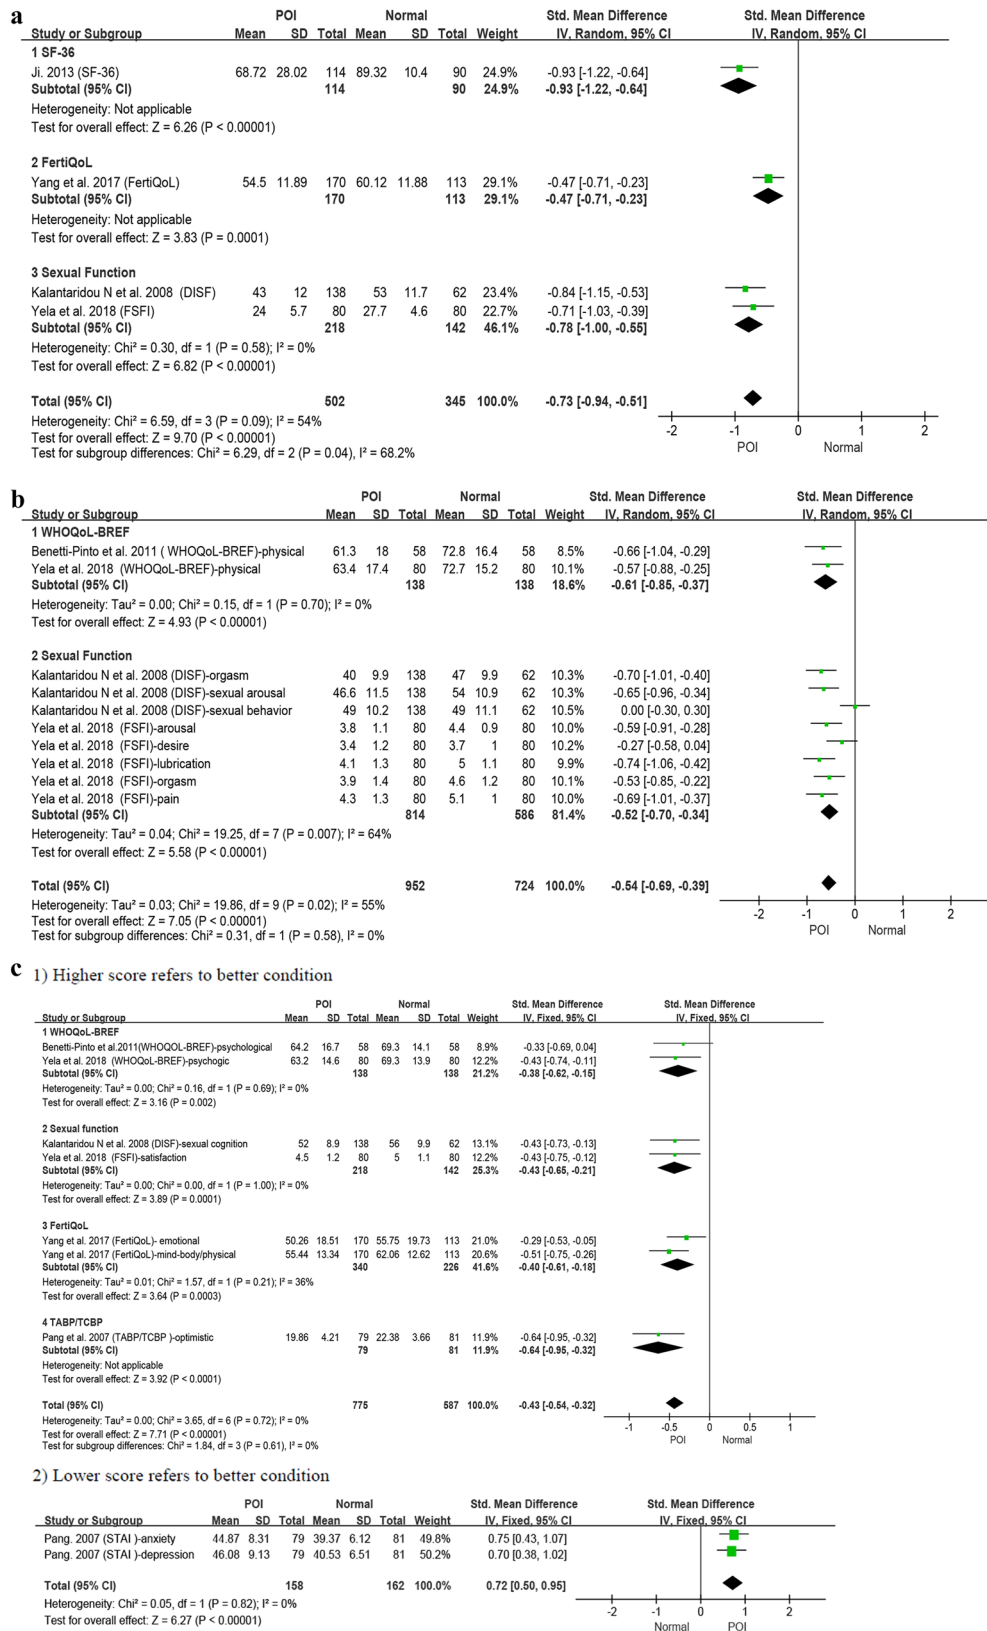 a
POI Normal Std. Mean Difference Std. Mean Difference
Study or Subgroup Mean SD Total Mean SD Total Weight IV, Random, 95% CI IV, Random, 95% CI
1 SF-36
Ji. 2013 (SF-36) 68.72 28.02 114 89.32 10.4 90 24.9% -0.93 [-1.22, -0.64]
Subtotal (95% CI) 114 90 24.9% -0.93 [-1.22, -0.64]
Heterogeneity: Not applicable
Test for overall effect: Z = 6.26 (P < 0.00001)
2 FertiQoL
Yang et al. 2017 (FertiQoL) 54.5 11.89 170 60.12 11.88 113 29.1% -0.47 [-0.71, -0.23]
Subtotal (95% CI) 170 113 29.1% -0.47 [-0.71, -0.23]
Heterogeneity: Not applicable
Test for overall effect: Z = 3.83 (P = 0.0001)
3 Sexual Function
Kalantaridou N et al. 2008 (DISF) 43 12 138 53 11.7 62 23.4% -0.84 [-1.15, -0.53]
Yela et al. 2018 (FSFI) 24 5.7 80 27.7 4.6 80 22.7% -0.71 [-1.03, -0.39]
Subtotal (95% CI) 218 142 46.1% -0.78 [-1.00, -0.55]
Heterogeneity: Chi² = 0.30, df = 1 (P = 0.58); I² = 0%
Test for overall effect: Z = 6.82 (P < 0.00001)
Total (95% CI) 502 345 100.0% -0.73 [-0.94, -0.51]
Heterogeneity: Chi² = 6.59, df = 3 (P = 0.09); I² = 54%
Test for overall effect: Z = 9.70 (P < 0.00001)
Test for subgroup differences: Chi² = 6.29, df = 2 (P = 0.04), I² = 68.2%
-2 -1 0 1 2
POI Normal
b
POI Normal Std. Mean Difference Std. Mean Difference
Study or Subgroup Mean SD Total Mean SD Total Weight IV, Random, 95% CI IV, Random, 95% CI
1 WHOQoL-BREF
Benetti-Pinto et al. 2011 ( WHOQoL-BREF)-physical 61.3 18 58 72.8 16.4 58 8.5% -0.66 [-1.04, -0.29]
Yela et al. 2018 (WHOQoL-BREF)-physical 63.4 17.4 80 72.7 15.2 80 10.1% -0.57 [-0.88, -0.25]
Subtotal (95% CI) 138 138 18.6% -0.61 [-0.85, -0.37]
Heterogeneity: Tau² = 0.00; Chi² = 0.15, df = 1 (P = 0.70); I² = 0%
Test for overall effect: Z = 4.93 (P < 0.00001)
2 Sexual Function
Kalantaridou N et al. 2008 (DISF)-orgasm 40 9.9 138 47 9.9 62 10.3% -0.70 [-1.01, -0.40]
Kalantaridou N et al. 2008 (DISF)-sexual arousal 46.6 11.5 138 54 10.9 62 10.3% -0.65 [-0.96, -0.34]
Kalantaridou N et al. 2008 (DISF)-sexual behavior 49 10.2 138 49 11.1 62 10.5% 0.00 [-0.30, 0.30]
Yela et al. 2018 (FSFI)-arousal 3.8 1.1 80 4.4 0.9 80 10.0% -0.59 [-0.91, -0.28]
Yela et al. 2018 (FSFI)-desire 3.4 1.2 80 3.7 1 80 10.2% -0.27 [-0.58, 0.04]
Yela et al. 2018 (FSFI)-lubrication 4.1 1.3 80 5 1.1 80 9.9% -0.74 [-1.06, -0.42]
Yela et al. 2018 (FSFI)-orgasm 3.9 1.4 80 4.6 1.2 80 10.1% -0.53 [-0.85, -0.22]
Yela et al. 2018 (FSFI)-pain 4.3 1.3 80 5.1 1 80 10.0% -0.69 [-1.01, -0.37]
Subtotal (95% CI) 814 586 81.4% -0.52 [-0.70, -0.34]
Heterogeneity: Tau² = 0.04; Chi² = 19.25, df = 7 (P = 0.007); I² = 64%
Test for overall effect: Z = 5.58 (P < 0.00001)
Total (95% CI) 952 724 100.0% -0.54 [-0.69, -0.39]
Heterogeneity: Tau² = 0.03; Chi² = 19.86, df = 9 (P = 0.02); I² = 55%
Test for overall effect: Z = 7.05 (P < 0.00001)
Test for subgroup differences: Chi² = 0.31, df = 1 (P = 0.58), I² = 0%
-2 -1 0 1 2
POI Normal
c 1) Higher score refers to better condition
POI Normal Std. Mean Difference Std. Mean Difference
Study or Subgroup Mean SD Total Mean SD Total Weight IV, Fixed, 95% CI IV, Fixed, 95% CI
1 WHOQoL-BREF
Benetti-Pinto et al.2011(WHOQOL-BREF)-psychological 64.2 16.7 58 69.3 14.1 58 8.9% -0.33 [-0.69, 0.04]
Yela et al. 2018 (WHOQoL-BREF)-psychogic 63.2 14.6 80 69.3 13.9 80 12.2% -0.43 [-0.74, -0.11]
Subtotal (95% CI) 138 138 21.2% -0.38 [-0.62, -0.15]
Heterogeneity: Tau² = 0.00; Chi² = 0.16, df = 1 (P = 0.69); I² = 0%
Test for overall effect: Z = 3.16 (P = 0.002)
2 Sexual function
Kalantaridou N et al. 2008 (DISF)-sexual cognition 52 8.9 138 56 9.9 62 13.1% -0.43 [-0.73, -0.13]
Yela et al. 2018 (FSFI)-satisfaction 4.5 1.2 80 5 1.1 80 12.2% -0.43 [-0.75, -0.12]
Subtotal (95% CI) 218 142 25.3% -0.43 [-0.65, -0.21]
Heterogeneity: Tau² = 0.00; Chi² = 0.00, df = 1 (P = 1.00); I² = 0%
Test for overall effect: Z = 3.89 (P = 0.0001)
3 FertiQoL
Yang et al. 2017 (FertiQoL)- emotional 50.26 18.51 170 55.75 19.73 113 21.0% -0.29 [-0.53, -0.05]
Yang et al. 2017 (FertiQoL)-mind-body/physical 55.44 13.34 170 62.06 12.62 113 20.6% -0.51 [-0.75, -0.26]
Subtotal (95% CI) 340 226 41.6% -0.40 [-0.61, -0.18]
Heterogeneity: Tau² = 0.01; Chi² = 1.57, df = 1 (P = 0.21); I² = 36%
Test for overall effect: Z = 3.64 (P = 0.0003)
4 TABP/TCBP
Pang et al. 2007 (TABP/TCBP )-optimistic 19.86 4.21 79 22.38 3.66 81 11.9% -0.64 [-0.95, -0.32]
Subtotal (95% CI) 79 81 11.9% -0.64 [-0.95, -0.32]
Heterogeneity: Not applicable
Test for overall effect: Z = 3.92 (P < 0.0001)
Total (95% CI) 775 587 100.0% -0.43 [-0.54, -0.32]
Heterogeneity: Tau² = 0.00; Chi² = 3.65, df = 6 (P = 0.72); I² = 0%
Test for overall effect: Z = 7.71 (P < 0.00001)
Test for subgroup differences: Chi² = 1.84, df = 3 (P = 0.61), I² = 0%
-1 -0.5 0 0.5 1
POI Normal
2) Lower score refers to better condition
POI Normal Std. Mean Difference Std. Mean Difference
Study or Subgroup Mean SD Total Mean SD Total Weight IV, Fixed, 95% CI IV, Fixed, 95% CI
Pang. 2007 (STAI )-anxiety 44.87 8.31 79 39.37 6.12 81 49.8% 0.75 [0.43, 1.07]
Pang. 2007 (STAI )-depression 46.08 9.13 79 40.53 6.51 81 50.2% 0.70 [0.38, 1.02]
Total (95% CI) 158 162 100.0% 0.72 [0.50, 0.95]
Heterogeneity: Chi² = 0.05, df = 1 (P = 0.82); I² = 0%
Test for overall effect: Z = 6.27 (P < 0.00001)
-2 -1 0 1 2
Normal POI